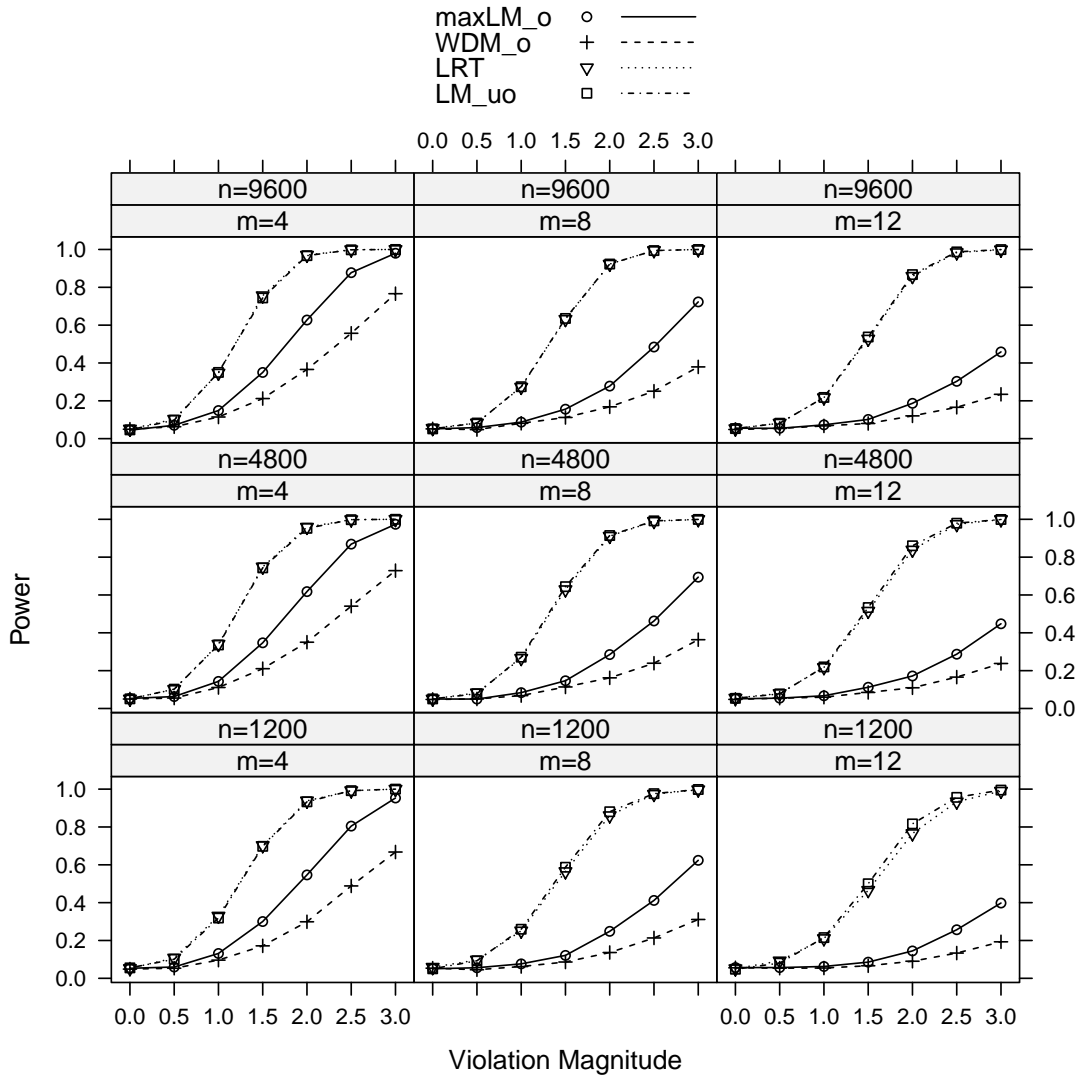 maxLM_o
WDM_o
LRT
LM_uo
0.0 0.5 1.0 1.5 2.0 2.5 3.0
n=9600 n=9600 n=9600
m=4 m=8 m=12
1.0
0.8
0.6
0.4
0.2
0.0
n=4800 n=4800 n=4800
m=4 m=8 m=12
1.0
0.8
0.6
0.4
0.2
0.0
Power
n=1200 n=1200 n=1200
m=4 m=8 m=12
1.0
0.8
0.6
0.4
0.2
0.0
0.0 0.5 1.0 1.5 2.0 2.5 3.0 0.0 0.5 1.0 1.5 2.0 2.5 3.0
Violation Magnitude